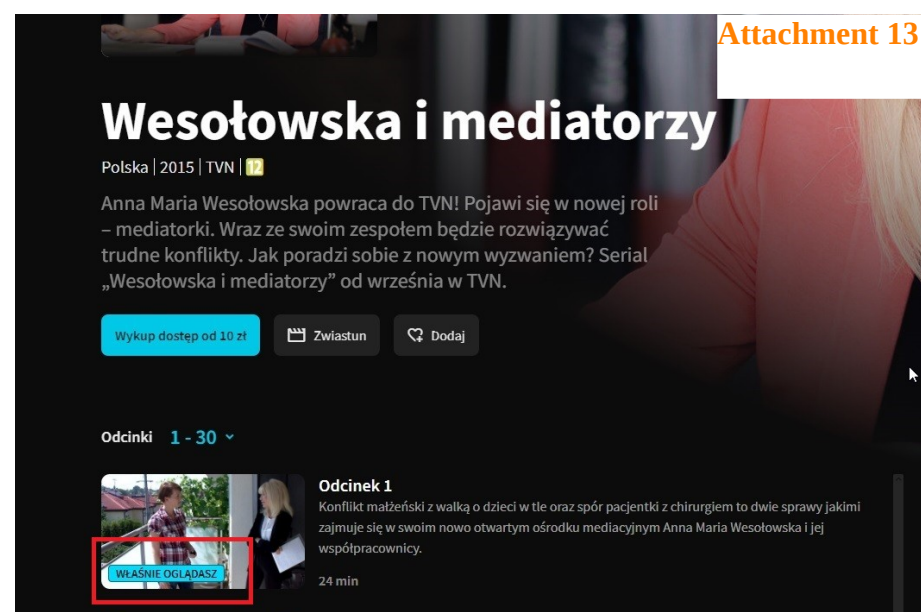 Attachment 13
Wesołowska i mediatorzy
Polska | 2015 | TVN | 12
Anna Maria Wesołowska powraca do TVN! Pojawi się w nowej roli
– mediatorki. Wraz ze swoim zespołem będzie rozwiązywać
trudne konflikty. Jak poradzi sobie z nowym wyzwaniem? Serial
„Wesołowska i mediatorzy” od września w TVN.
Wykup dostęp od 10 zł
Zwiastun
Dodaj
Odcinki 1 - 30
Odcinek 1
Konflikt małżeński z walką o dzieci w tle oraz spór pacjentki z chirurgiem to dwie sprawy jakimi
zajmuje się w swoim nowo otwartym ośrodku mediacyjnym Anna Maria Wesołowska i jej
współpracownicy.
WŁAŚNIE OGLĄDASZ
24 min